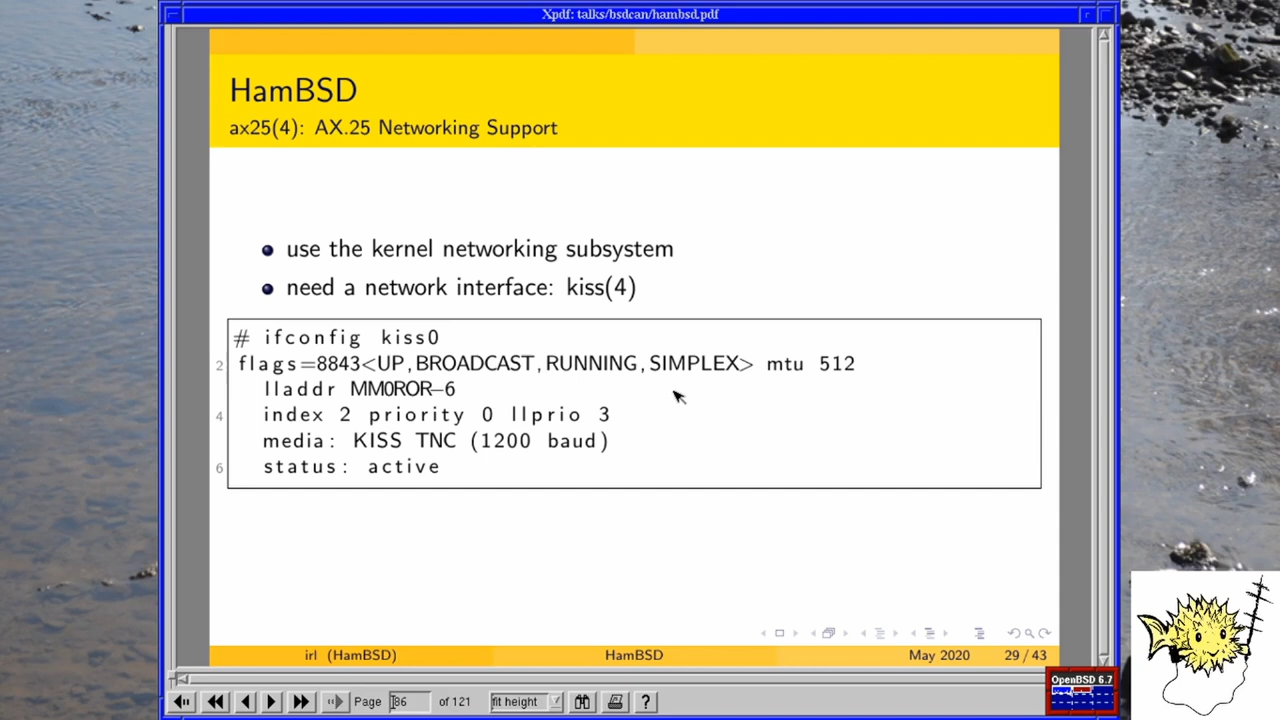 Xpdf: talks/bsdcan/hambsd.pdf
HamBSD
ax25(4): AX.25 Networking Support
use the kernel networking subsystem
need a network interface: kiss(4)
# ifconfig kiss0
2 flags=8843<UP,BROADCAST,RUNNING,SIMPLEX> mtu 512
lladdr MM0ROR-6
4 index 2 priority 0 llprio 3
media: KISS TNC (1200 baud)
6 status: active
irl (HamBSD) HamBSD May 2020 29 / 43
OpenBSD 6.7
Page 86 of 121 fit height ?